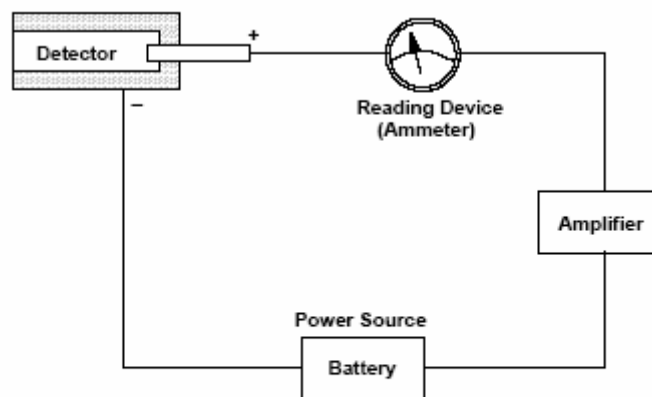 Detector
+
–
Reading Device
(Ammeter)
Amplifier
Power Source
Battery